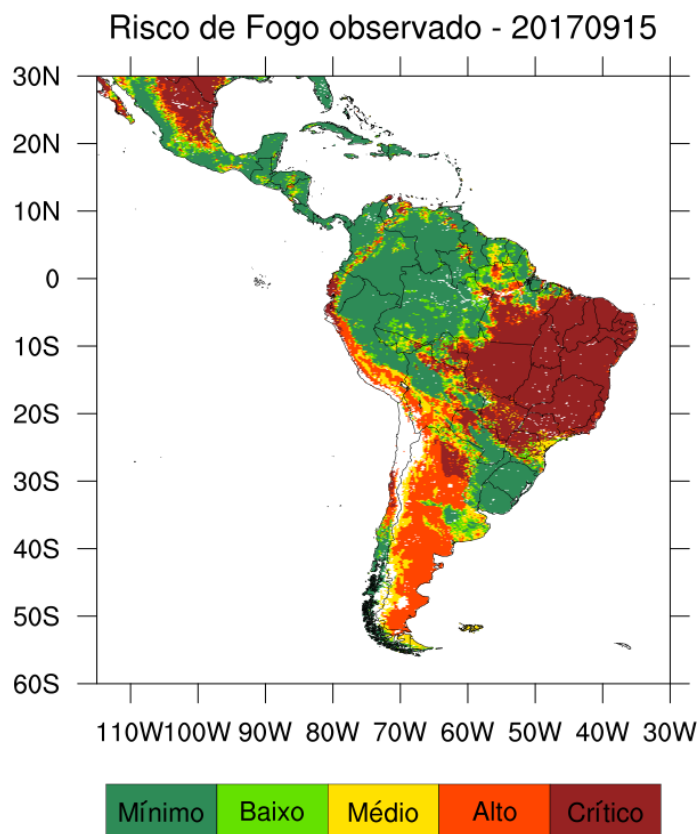 Risco de Fogo observado - 20170915
30N
20N
10N
0
10S
20S
30S
40S
50S
60S
110W100W 90W 80W 70W 60W 50W 40W 30W
Mínimo Baixo Médio Alto Crítico